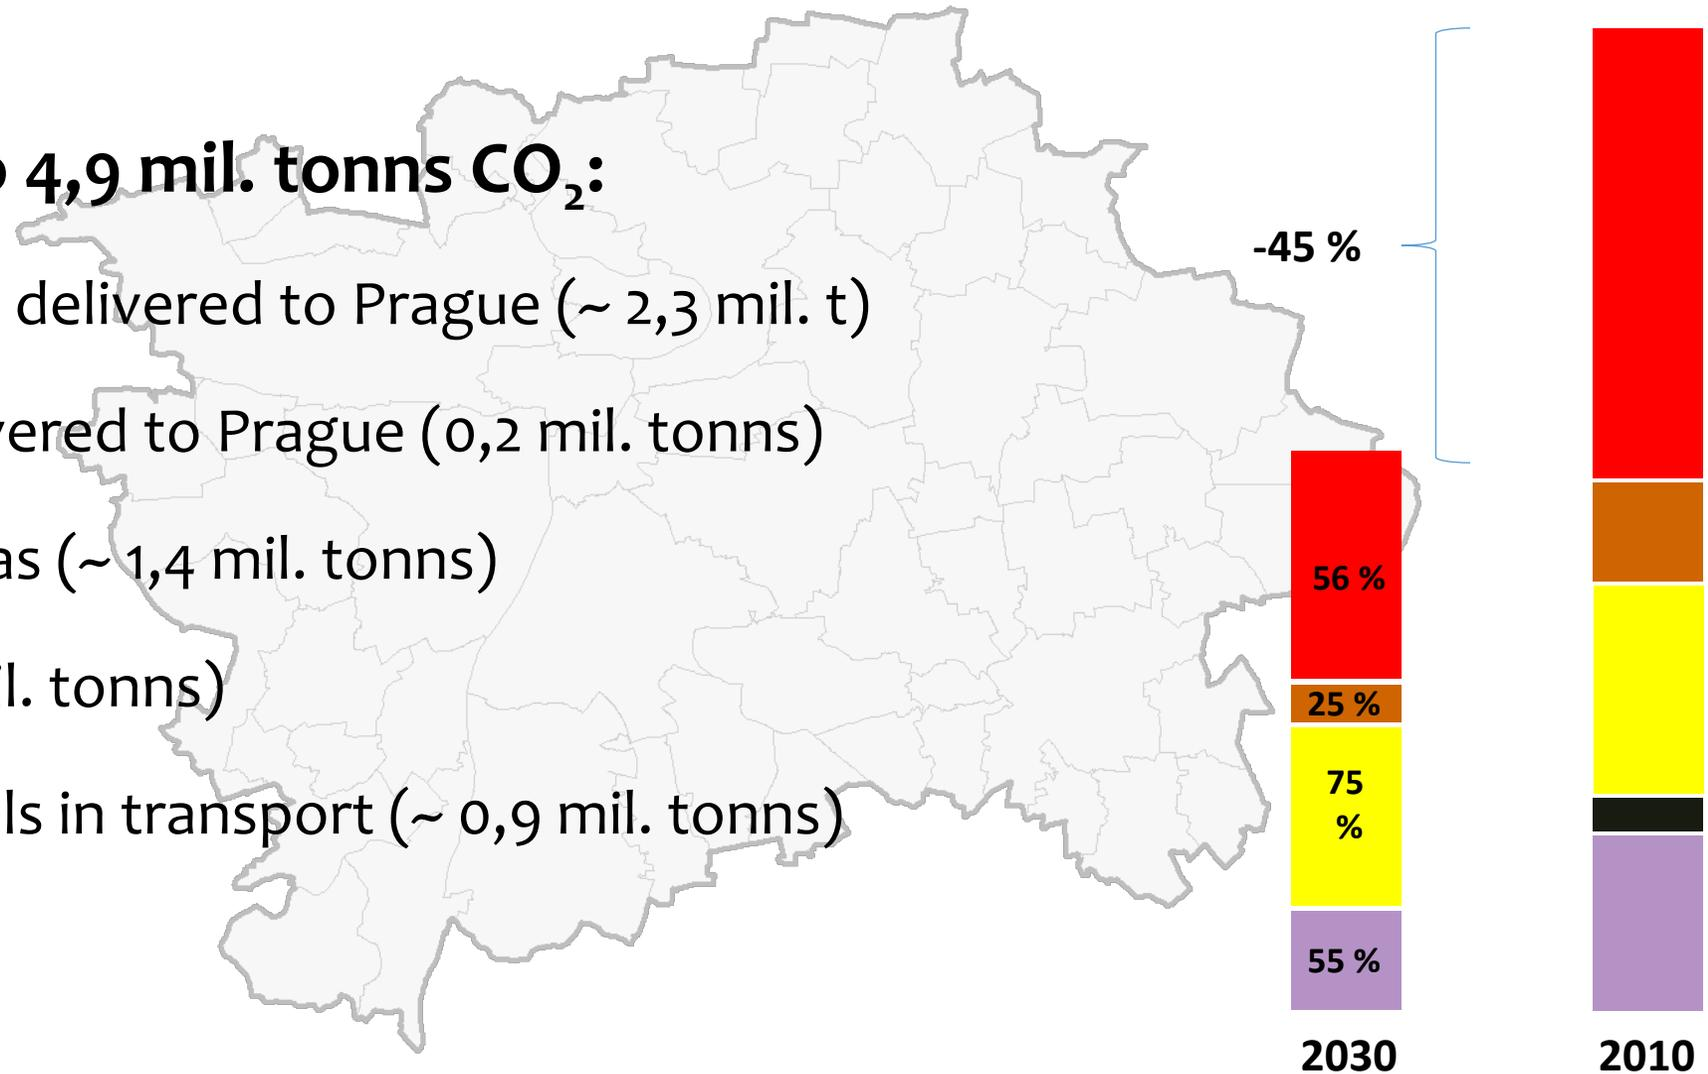 4,9 mil. tonns CO₂:
delivered to Prague (~ 2,3 mil. t)
vered to Prague (0,2 mil. tonns)
as (~ 1,4 mil. tonns)
l. tonns)
ls in transport (~ 0,9 mil. tonns)
-45 %
56 %
25 %
75
%
55 %
2030
2010